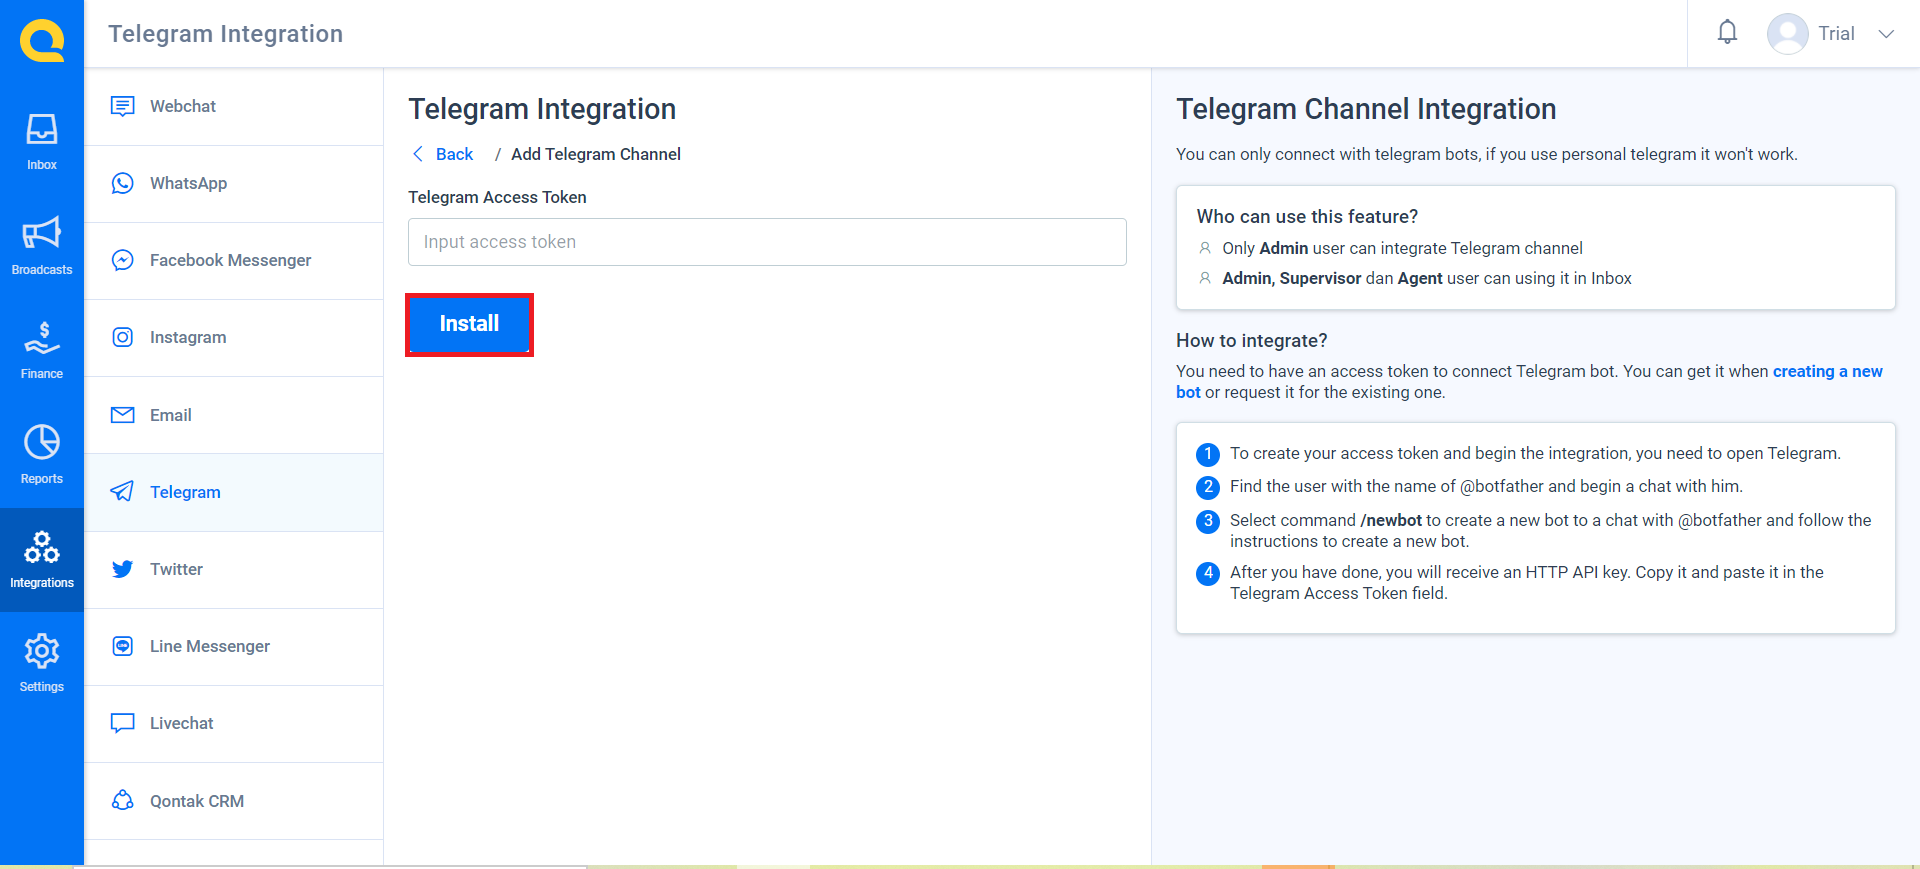 Telegram Integration
Trial
Inbox
Broadcasts
Finance
Reports
Integrations
Settings
Webchat
WhatsApp
Facebook Messenger
Instagram
Email
Telegram
Twitter
Line Messenger
Livechat
Qontak CRM
Telegram Integration
Back / Add Telegram Channel
Telegram Access Token
Input access token
Install
Telegram Channel Integration
You can only connect with telegram bots, if you use personal telegram it won't work.
Who can use this feature?
Only Admin user can integrate Telegram channel
Admin, Supervisor dan Agent user can using it in Inbox
How to integrate?
You need to have an access token to connect Telegram bot. You can get it when creating a new
bot or request it for the existing one.
1 To create your access token and begin the integration, you need to open Telegram.
2 Find the user with the name of @botfather and begin a chat with him.
3 Select command /newbot to create a new bot to a chat with @botfather and follow the
instructions to create a new bot.
4 After you have done, you will receive an HTTP API key. Copy it and paste it in the
Telegram Access Token field.